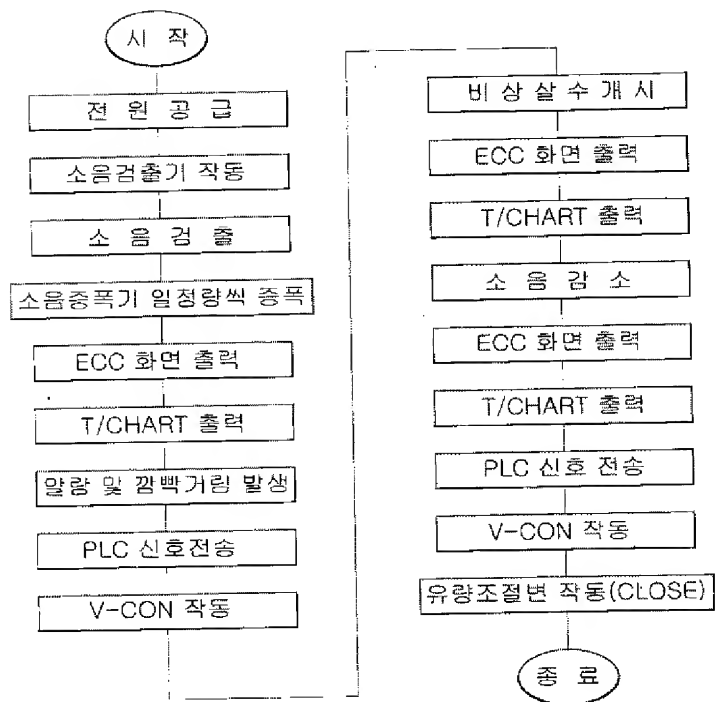 시 작
전 원 공 급
소음검출기 작동
소 음 검 출
소음증폭기 일정량씩 증폭
ECC 화면 출력
T/CHART 출력
알람 및 깜빡거림 발생
PLC 신호전송
V-CON 작동
비 상 살 수 개 시
ECC 화면 출력
T/CHART 출력
소 음 감 소
ECC 화면 출력
T/CHART 출력
PLC 신호 전송
V-CON 작동
유량조절변 작동(CLOSE)
종 료